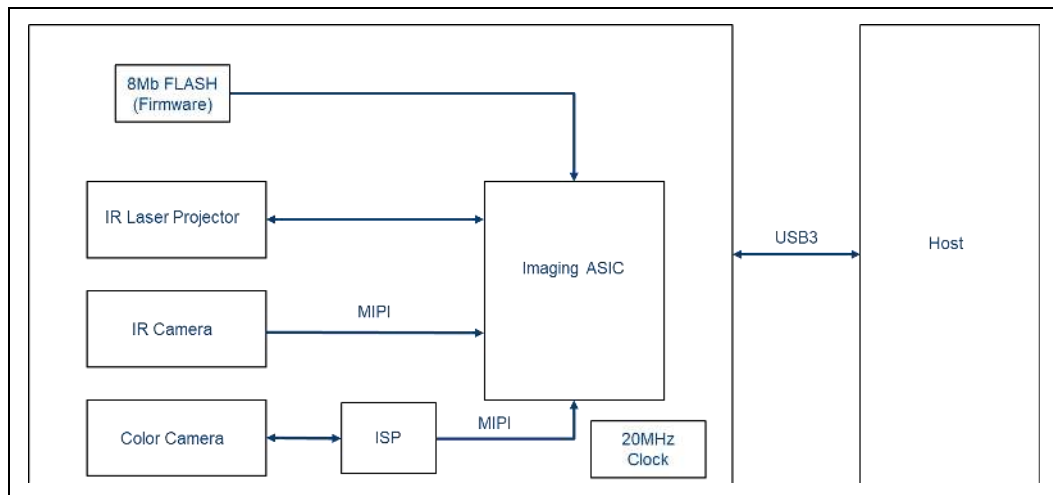 8Mb FLASH
(Firmware)
IR Laser Projector
Imaging ASIC
USB3
Host
MIPI
IR Camera
Color Camera
ISP
MIPI
20MHz
Clock